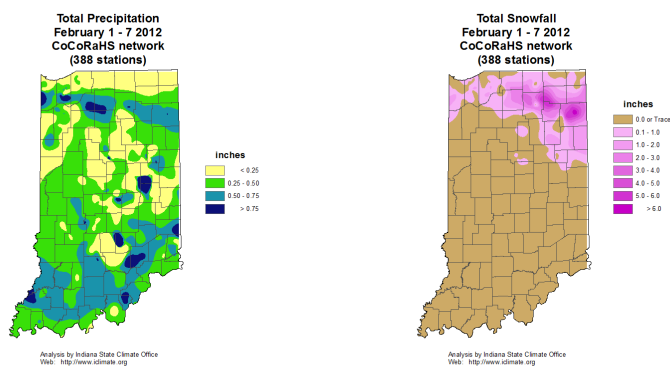 Total Precipitation
February 1 - 7 2012
CoCoRaHS network
(388 stations)
inches
< 0.25
0.25 - 0.50
0.50 - 0.75
> 0.75
Analysis by Indiana State Climate Office
Web: http://www.iclimate.org
Total Snowfall
February 1 - 7 2012
CoCoRaHS network
(388 stations)
inches
0.0 or Trace
0.1 - 1.0
1.0 - 2.0
2.0 - 3.0
3.0 - 4.0
4.0 - 5.0
5.0 - 6.0
> 6.0
Analysis by Indiana State Climate Office
Web: http://www.iclimate.org